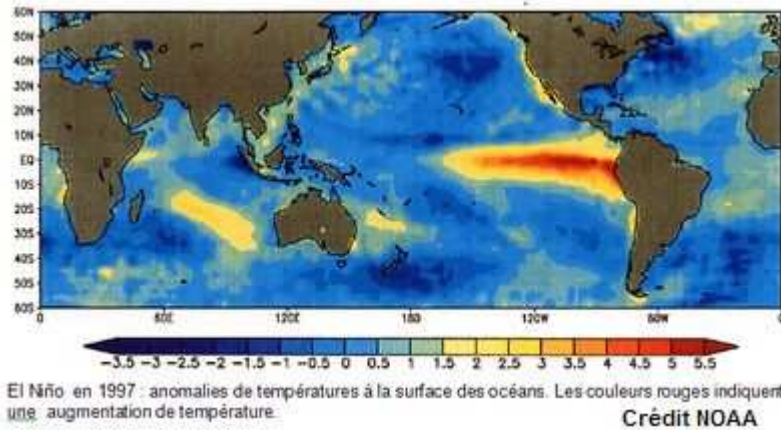 60N
50N
40N
30N
20N
10N
EQ
10S
20S
30S
40S
50S
60S
0 60E 120E 180 120W 60W 0
-3.5 -3 -2.5 -2 -1.5 -1 -0.5 0 0.5 1 1.5 2 2.5 3 3.5 4 4.5 5 5.5
El Niño en 1997 : anomalies de températures à la surface des océans. Les couleurs rouges indiquent
une augmentation de température.
Crédit NOAA